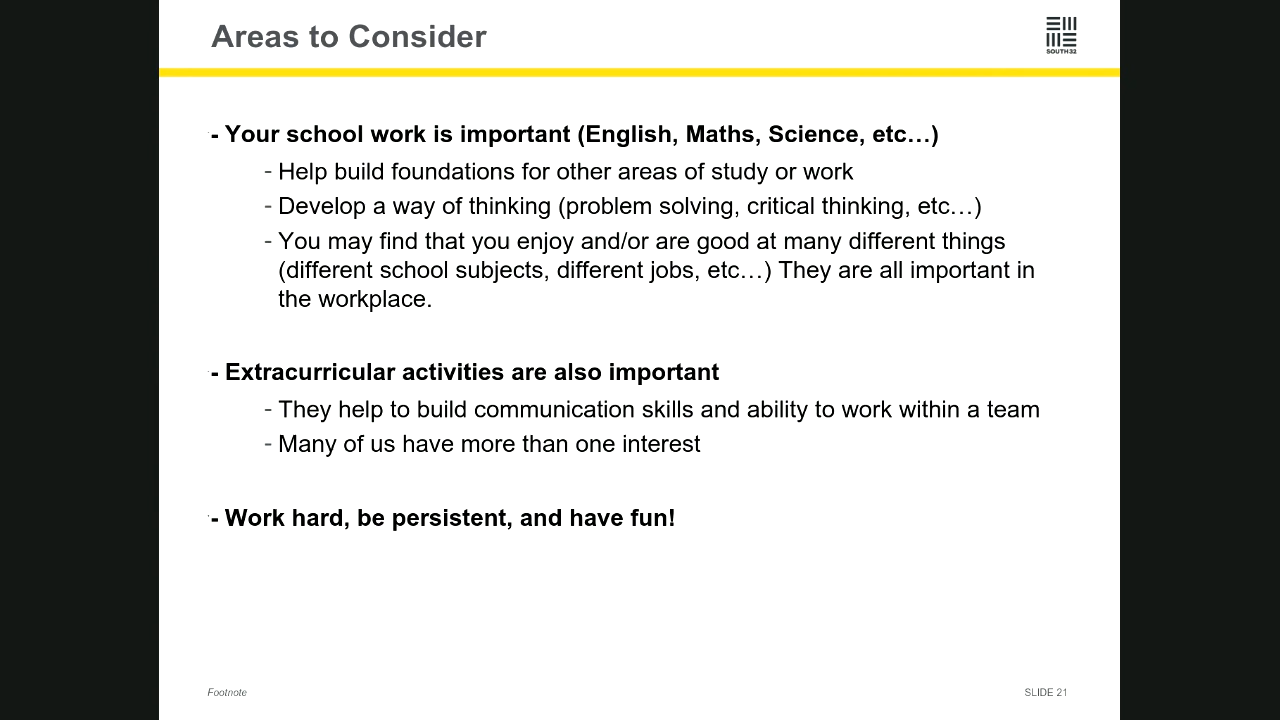 Areas to Consider
SOUTH32
- Your school work is important (English, Maths, Science, etc…)
- Help build foundations for other areas of study or work
- Develop a way of thinking (problem solving, critical thinking, etc…)
- You may find that you enjoy and/or are good at many different things
(different school subjects, different jobs, etc…) They are all important in
the workplace.
- Extracurricular activities are also important
- They help to build communication skills and ability to work within a team
- Many of us have more than one interest
- Work hard, be persistent, and have fun!
Footnote
SLIDE 21